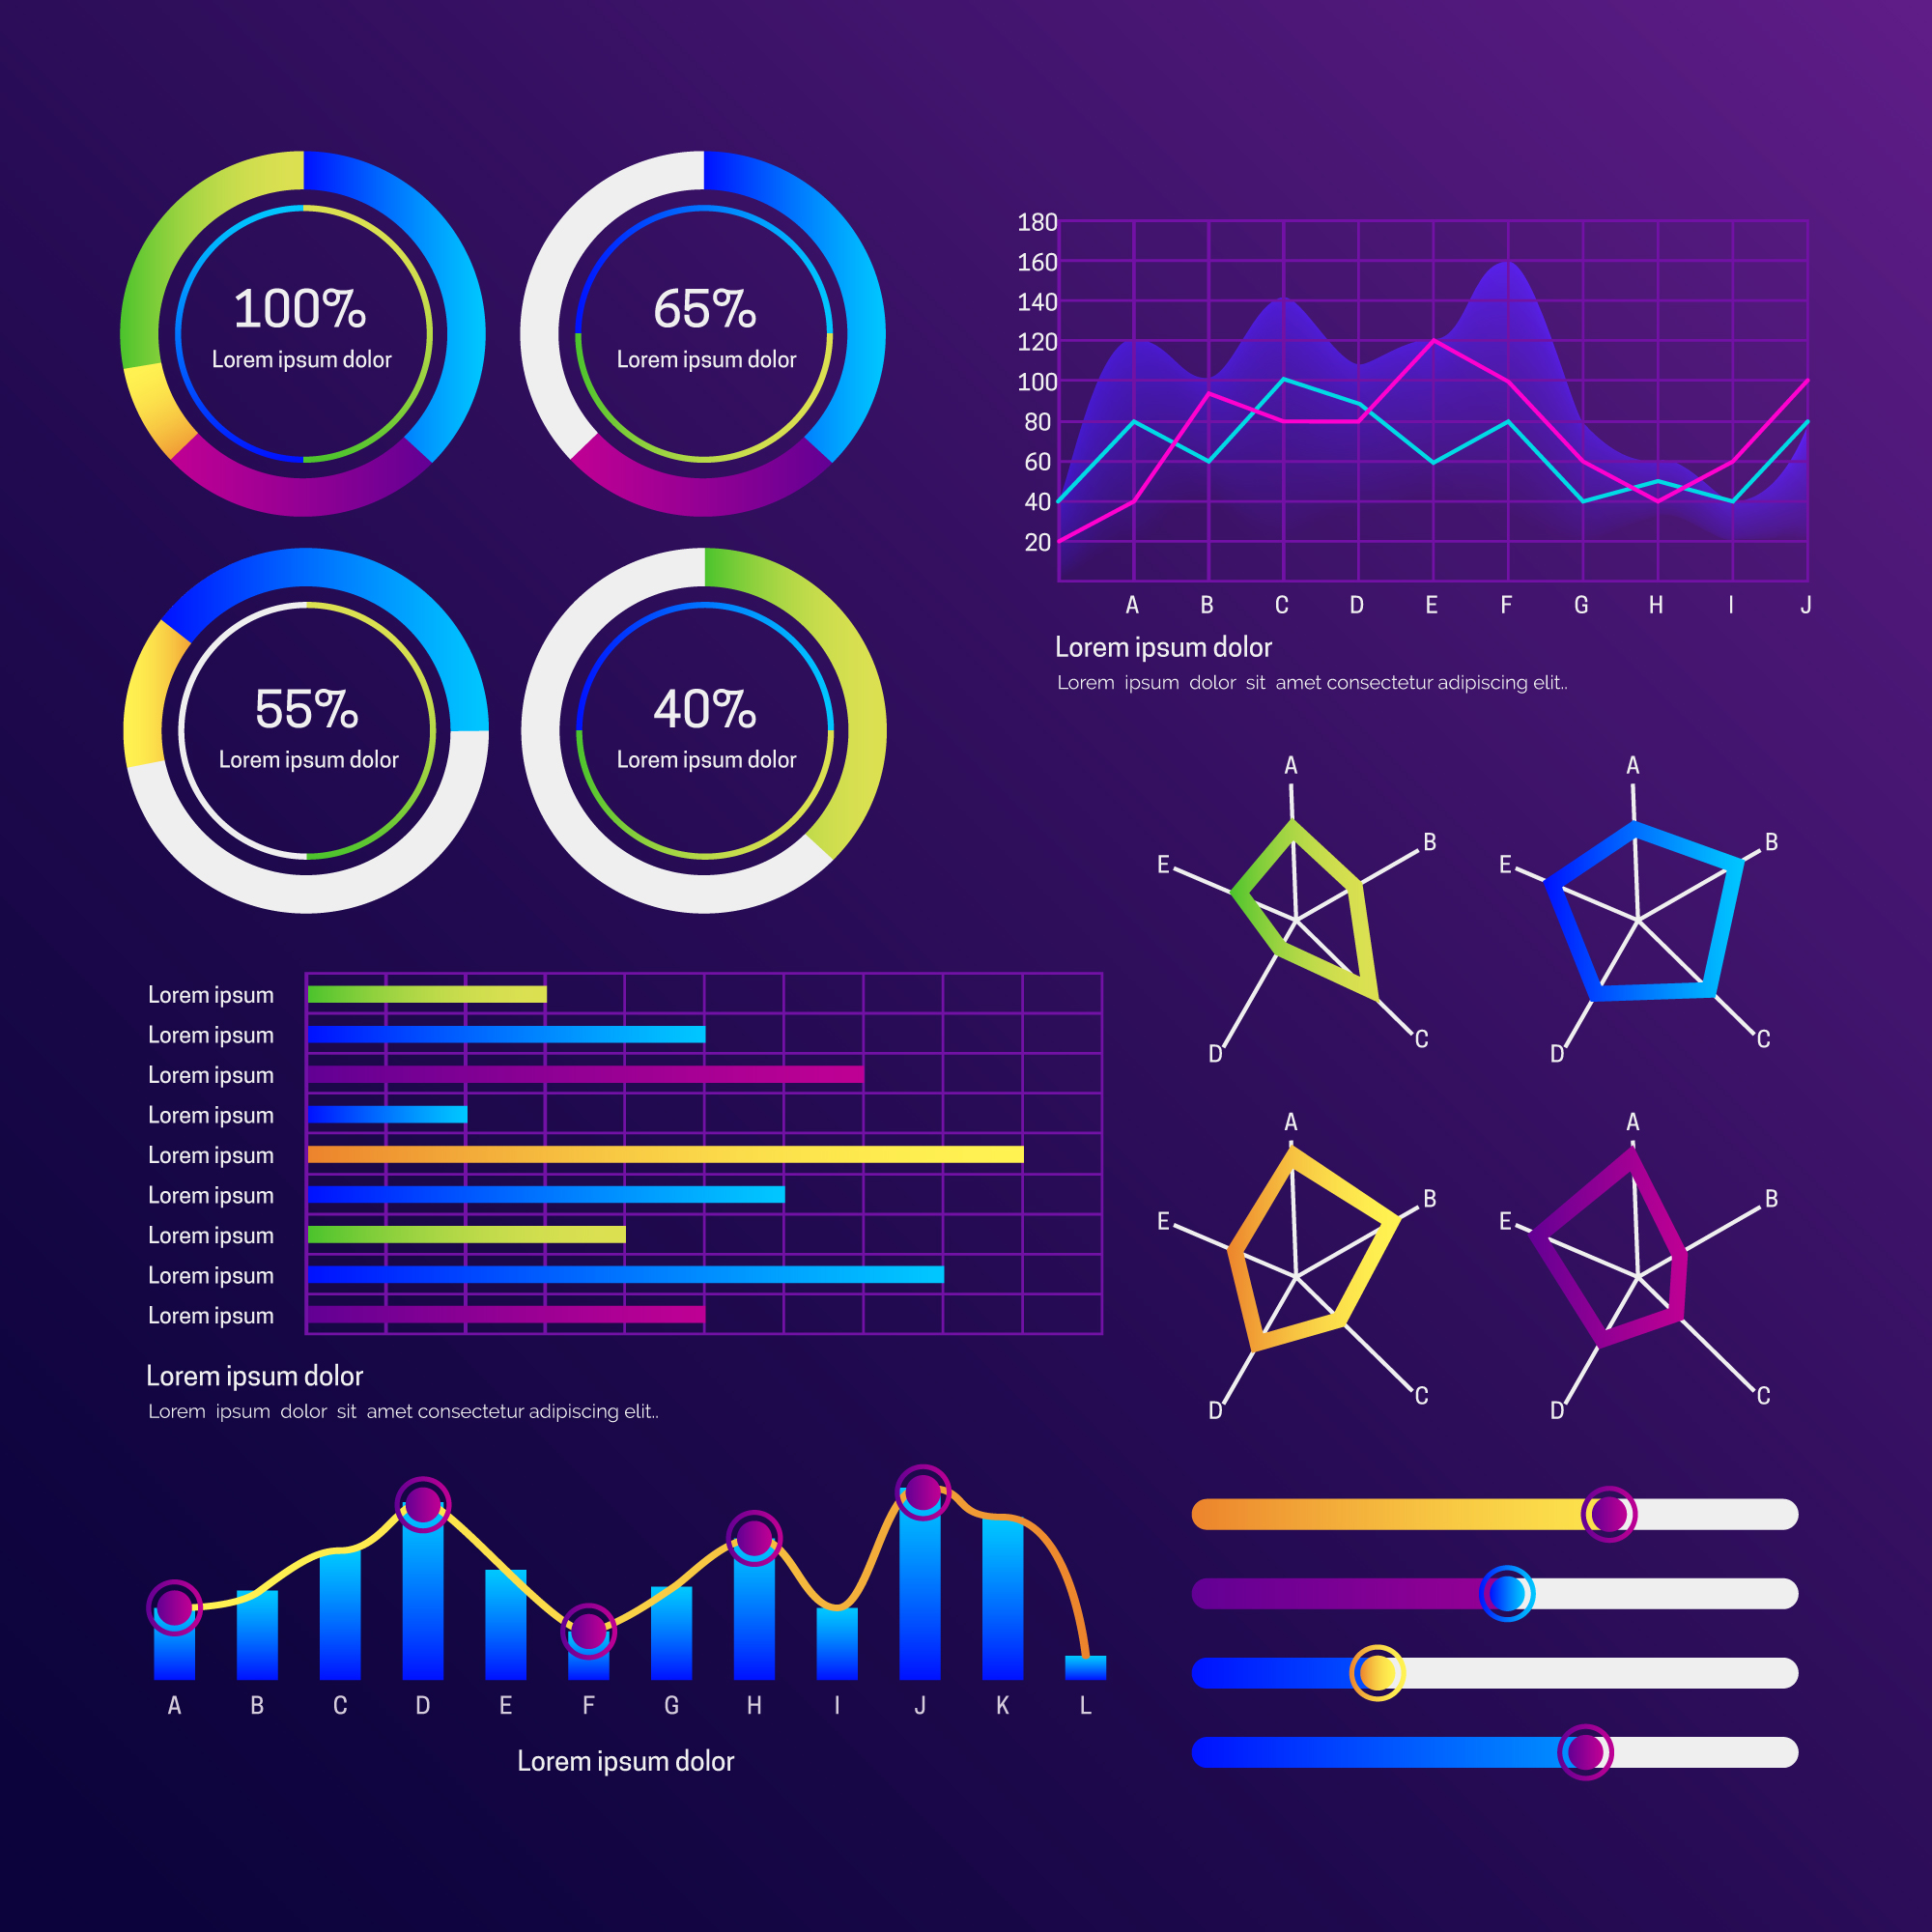 100%
Lorem ipsum dolor
65%
Lorem ipsum dolor
55%
Lorem ipsum dolor
40%
Lorem ipsum dolor
180
160
140
120
100
80
60
40
20
A B C D E F G H I J
Lorem ipsum dolor
Lorem ipsum dolor sit amet consectetur adipiscing elit..
A
B
C
D
E
A
B
C
D
E
A
B
C
D
E
A
B
C
D
E
Lorem ipsum
Lorem ipsum
Lorem ipsum
Lorem ipsum
Lorem ipsum
Lorem ipsum
Lorem ipsum
Lorem ipsum
Lorem ipsum
Lorem ipsum dolor
Lorem ipsum dolor sit amet consectetur adipiscing elit..
A B C D E F G H I J K L
Lorem ipsum dolor